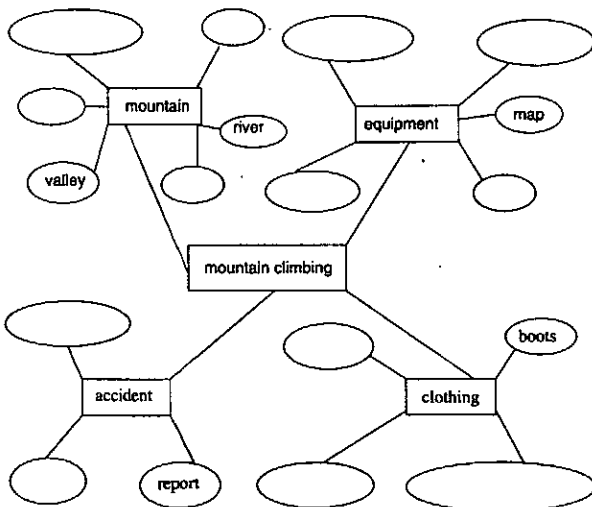 mountain
river
valley
equipment
map
mountain climbing
accident
report
boots
clothing